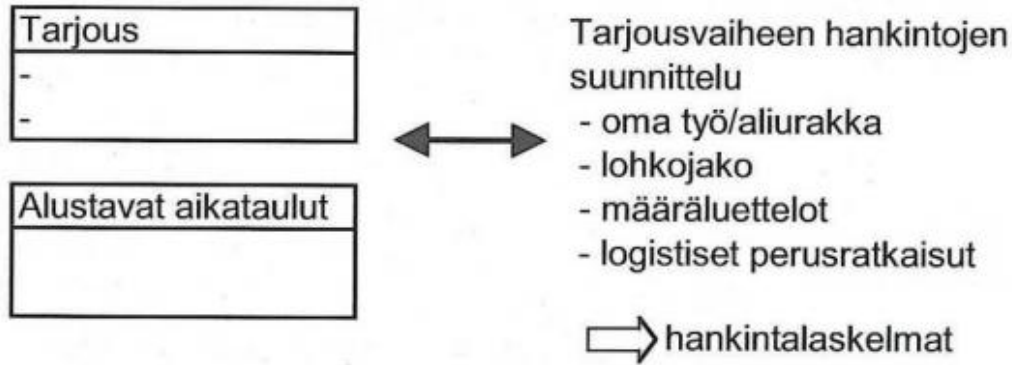 Tarjous
-
-
Alustavat aikataulut
Tarjousvaiheen hankintojen
suunnittelu
- oma työ/aliurakka
- lohkojako
- määräluettelot
- logistiset perusratkaisut
hankintalaskelmat